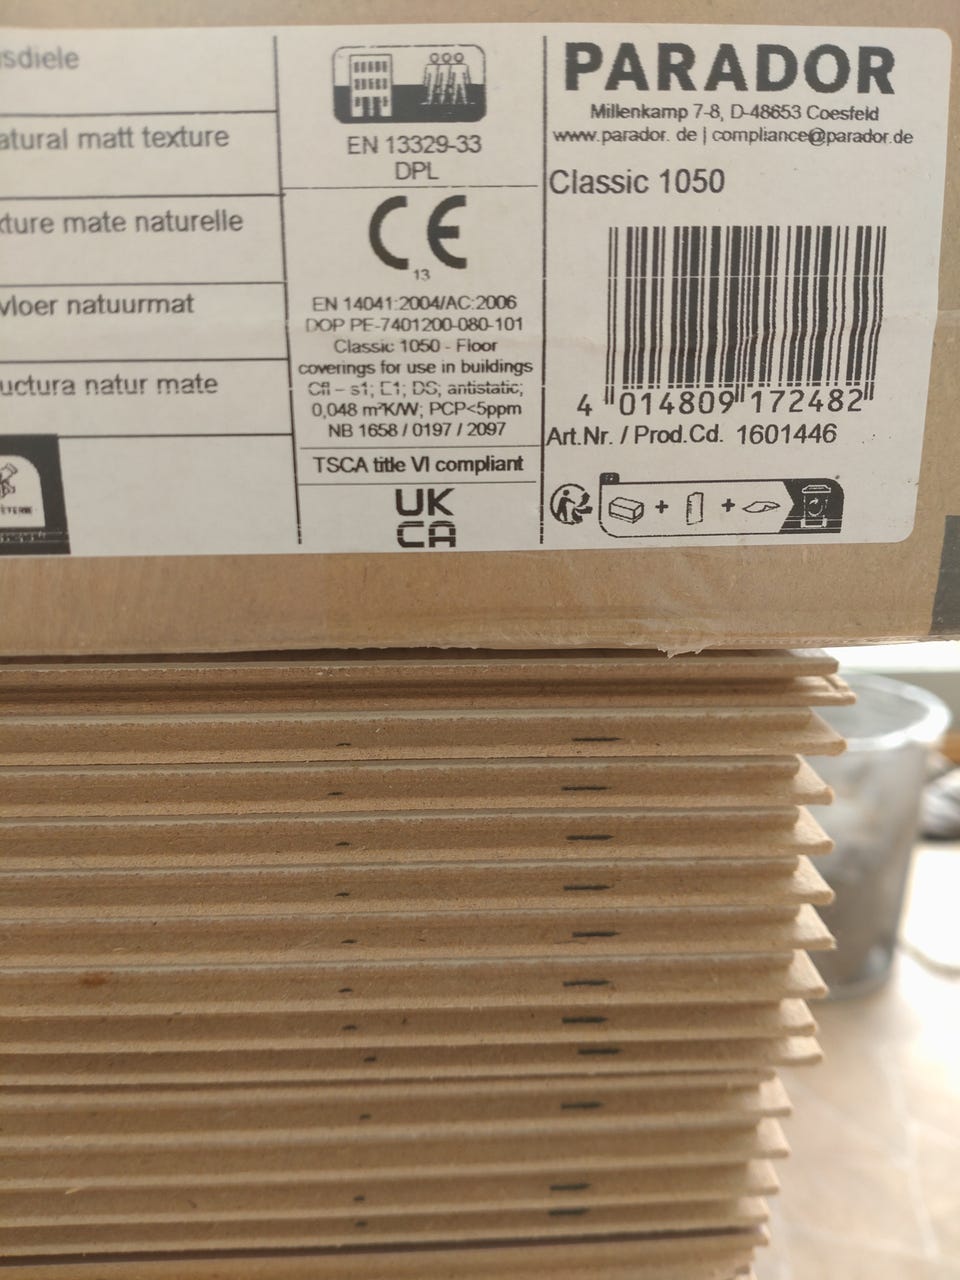 sdiele
atural matt texture
xture mate naturelle
vloer natuurmat
uctura natur mate
EN 13329-33
DPL
CE
13
EN 14041:2004/AC:2006
DOP PE-7401200-080-101
Classic 1050 - Floor
coverings for use in buildings
Cfl – s1; E1; DS; antistatic;
0,048 m²K/W; PCP<5ppm
NB 1658 / 0197 / 2097
TSCA title VI compliant
UK
CA
PARADOR
Millenkamp 7-8, D-48653 Coesfeld
www.parador. de | compliance@parador.de
Classic 1050
4 014809 172482
Art.Nr. / Prod.Cd. 1601446